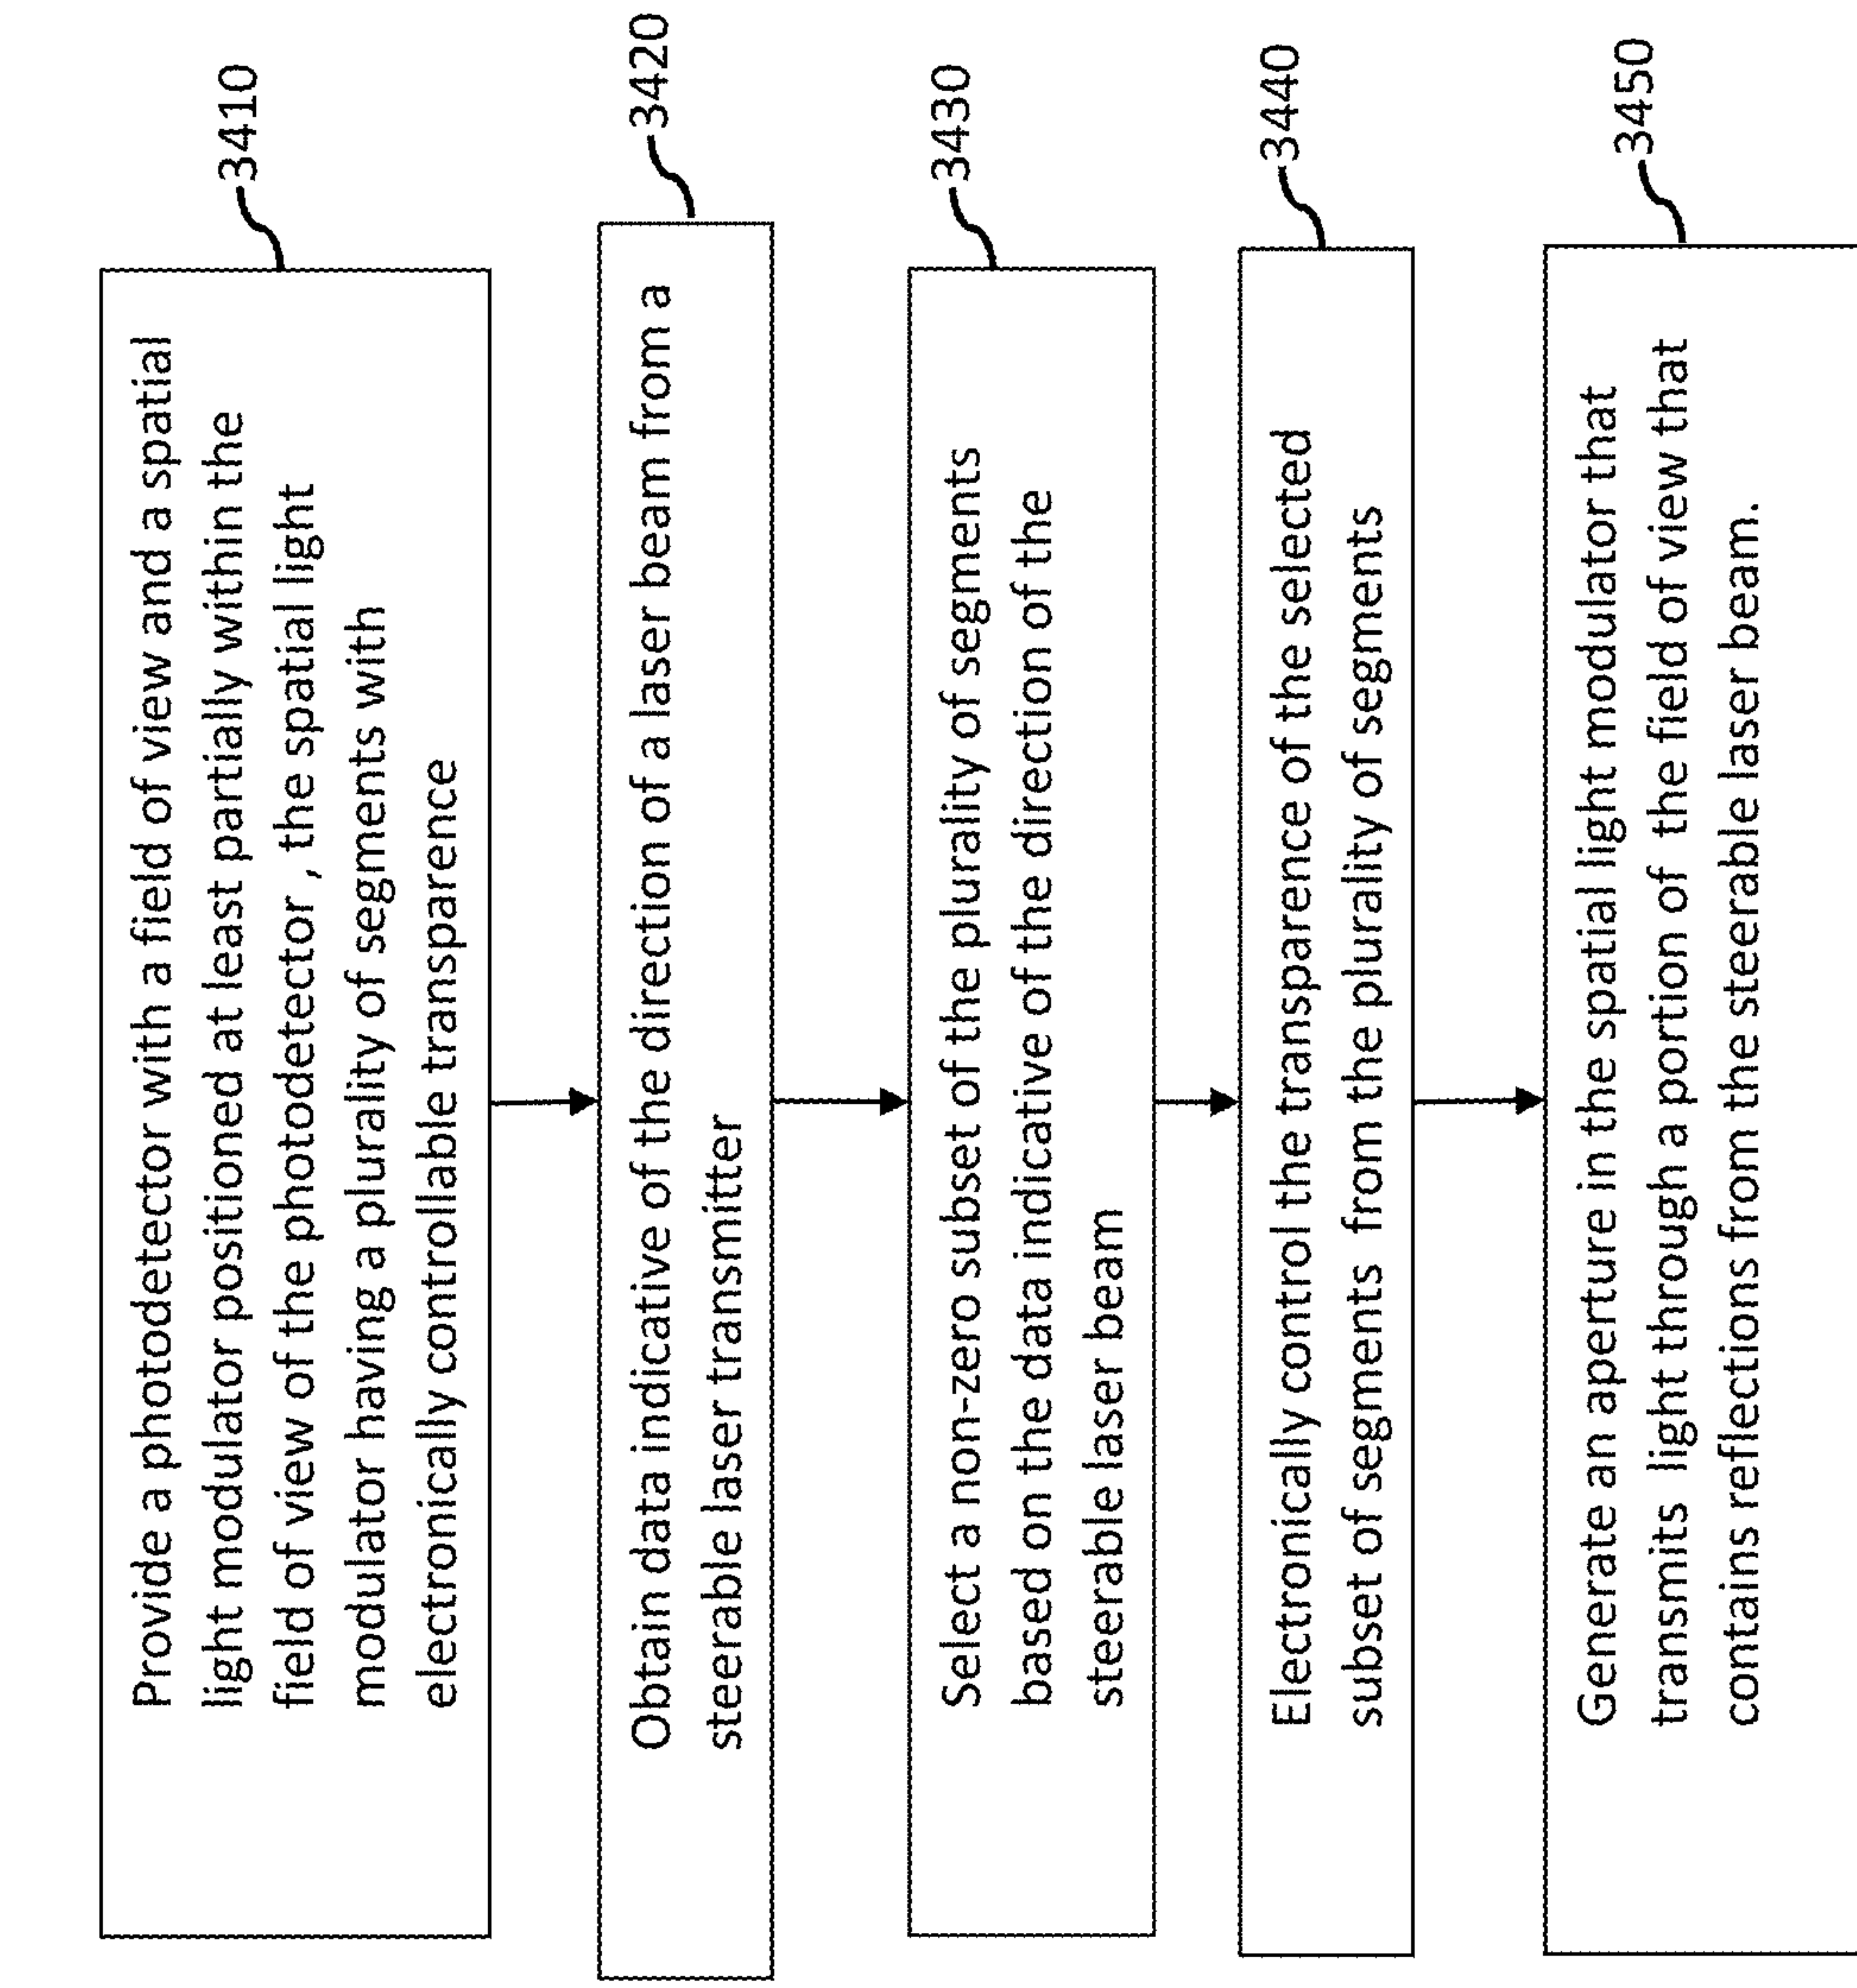 3410
Provide a photodetector with a field of view and a spatial
light modulator positioned at least partially within the
field of view of the photodetector , the spatial light
modulator having a plurality of segments with
electronically controllable transparence
3420
Obtain data indicative of the direction of a laser beam from a
steerable laser transmitter
3430
Select a non-zero subset of the plurality of segments
based on the data indicative of the direction of the
steerable laser beam
3440
Electronically control the transparence of the selected
subset of segments from the plurality of segments
3450
Generate an aperture in the spatial light modulator that
transmits light through a portion of the field of view that
contains reflections from the steerable laser beam.